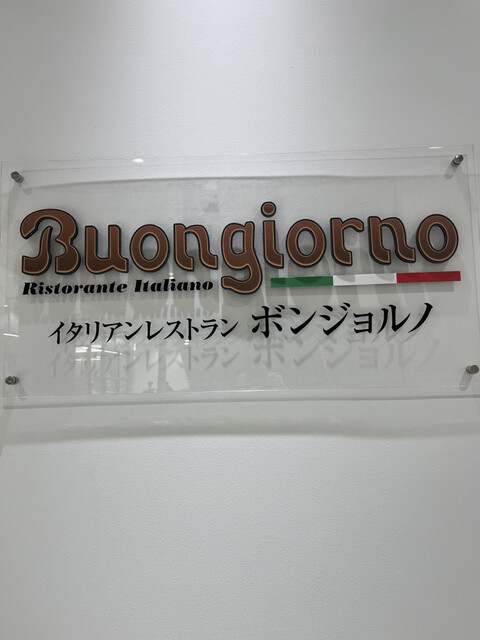 Buongiorno
Ristorante Italiano
イタリアンレストラン ボンジョルノ